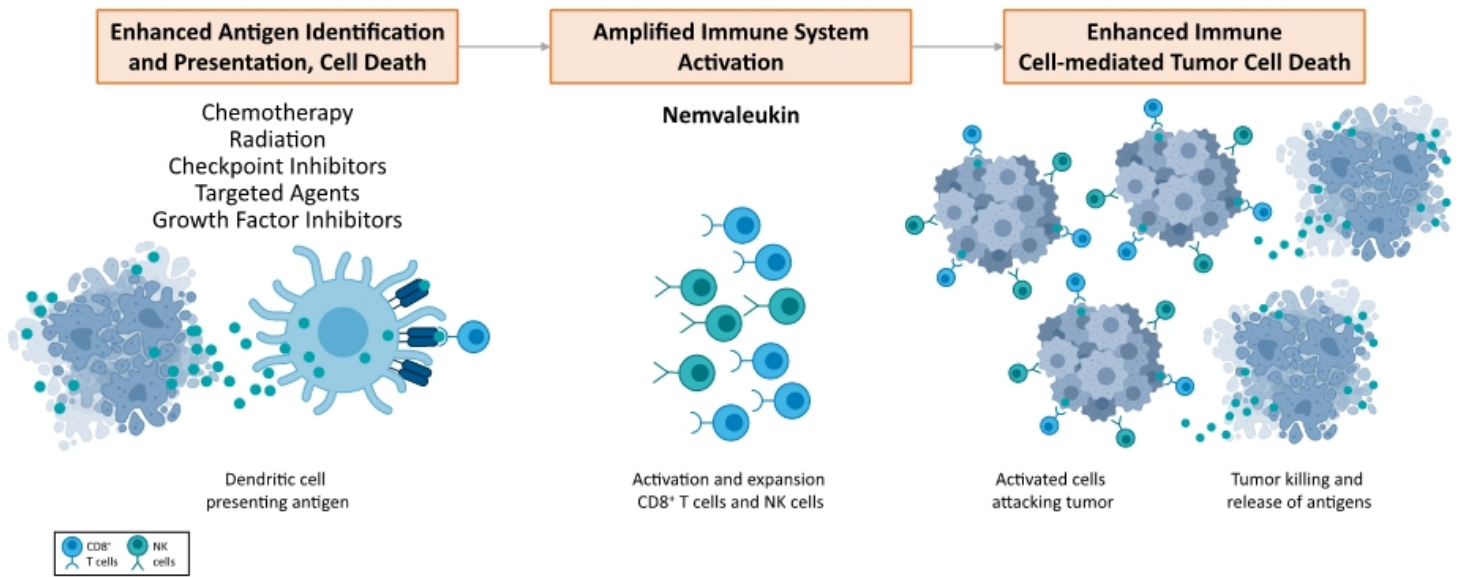 Enhanced Antigen Identification
and Presentation, Cell Death
Amplified Immune System
Activation
Enhanced Immune
Cell-mediated Tumor Cell Death
Chemotherapy
Radiation
Checkpoint Inhibitors
Targeted Agents
Growth Factor Inhibitors
Nemvaleukin
Dendritic cell
presenting antigen
Activation and expansion
CD8⁺ T cells and NK cells
Activated cells
attacking tumor
Tumor killing and
release of antigens
CD8⁺
T cells
NK
cells